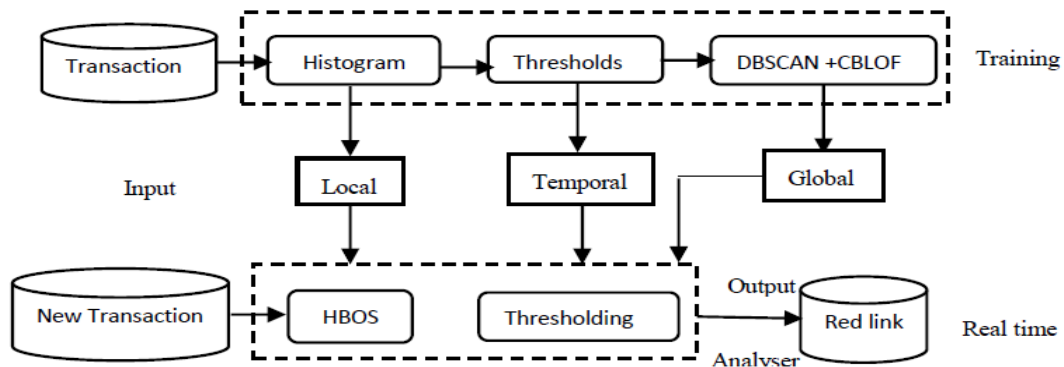 Transaction
Histogram
Thresholds
DBSCAN +CBLOF
Training
Input
Local
Temporal
Global
New Transaction
HBOS
Thresholding
Output
Analyser
Red link
Real time